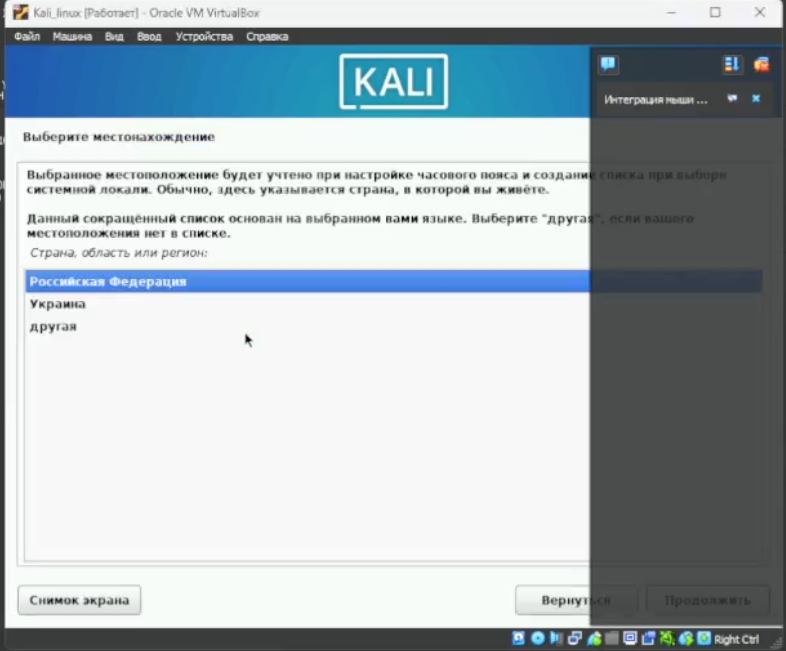 Kali_linux [Работает] - Oracle VM VirtualBox
Файл Машина Вид Ввод Устройства Справка
KALI
Интеграция мыши ...
Выберите местонахождение
Выбранное местоположение будет учтено при настройке часового пояса и создании списка при выборе
системной локали. Обычно, здесь указывается страна, в которой вы живёте.
Данный сокращённый список основан на выбранном вами языке. Выберите "другая", если вашего
местоположения нет в списке.
Страна, область или регион:
Российская Федерация
Украина
другая
Снимок экрана Вернуться Продолжить
Right Ctrl